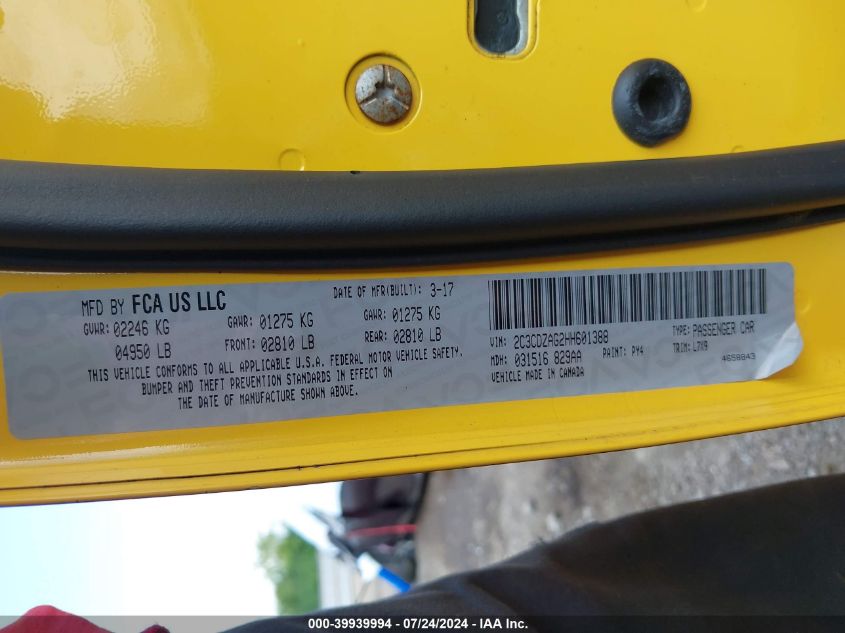 MFD BY FCA US LLC
DATE OF MFR(BUILT): 3-17
GVWR: 02246 KG
GAWR: 01275 KG
GAWR: 01275 KG
04950 LB
FRONT: 02810 LB
REAR: 02810 LB
THIS VEHICLE CONFORMS TO ALL APPLICABLE U.S.A. FEDERAL MOTOR VEHICLE SAFETY,
BUMPER AND THEFT PREVENTION STANDARDS IN EFFECT ON
THE DATE OF MANUFACTURE SHOWN ABOVE.
VIN: 2C3CDZAG2HH601388
TYPE: PASSENGER CAR
MDH: 031516 829AA
PAINT: PY4
TRIM: L7X9
VEHICLE MADE IN CANADA
4658843
000-39939994 / 07/24/2024 - IAA Inc.